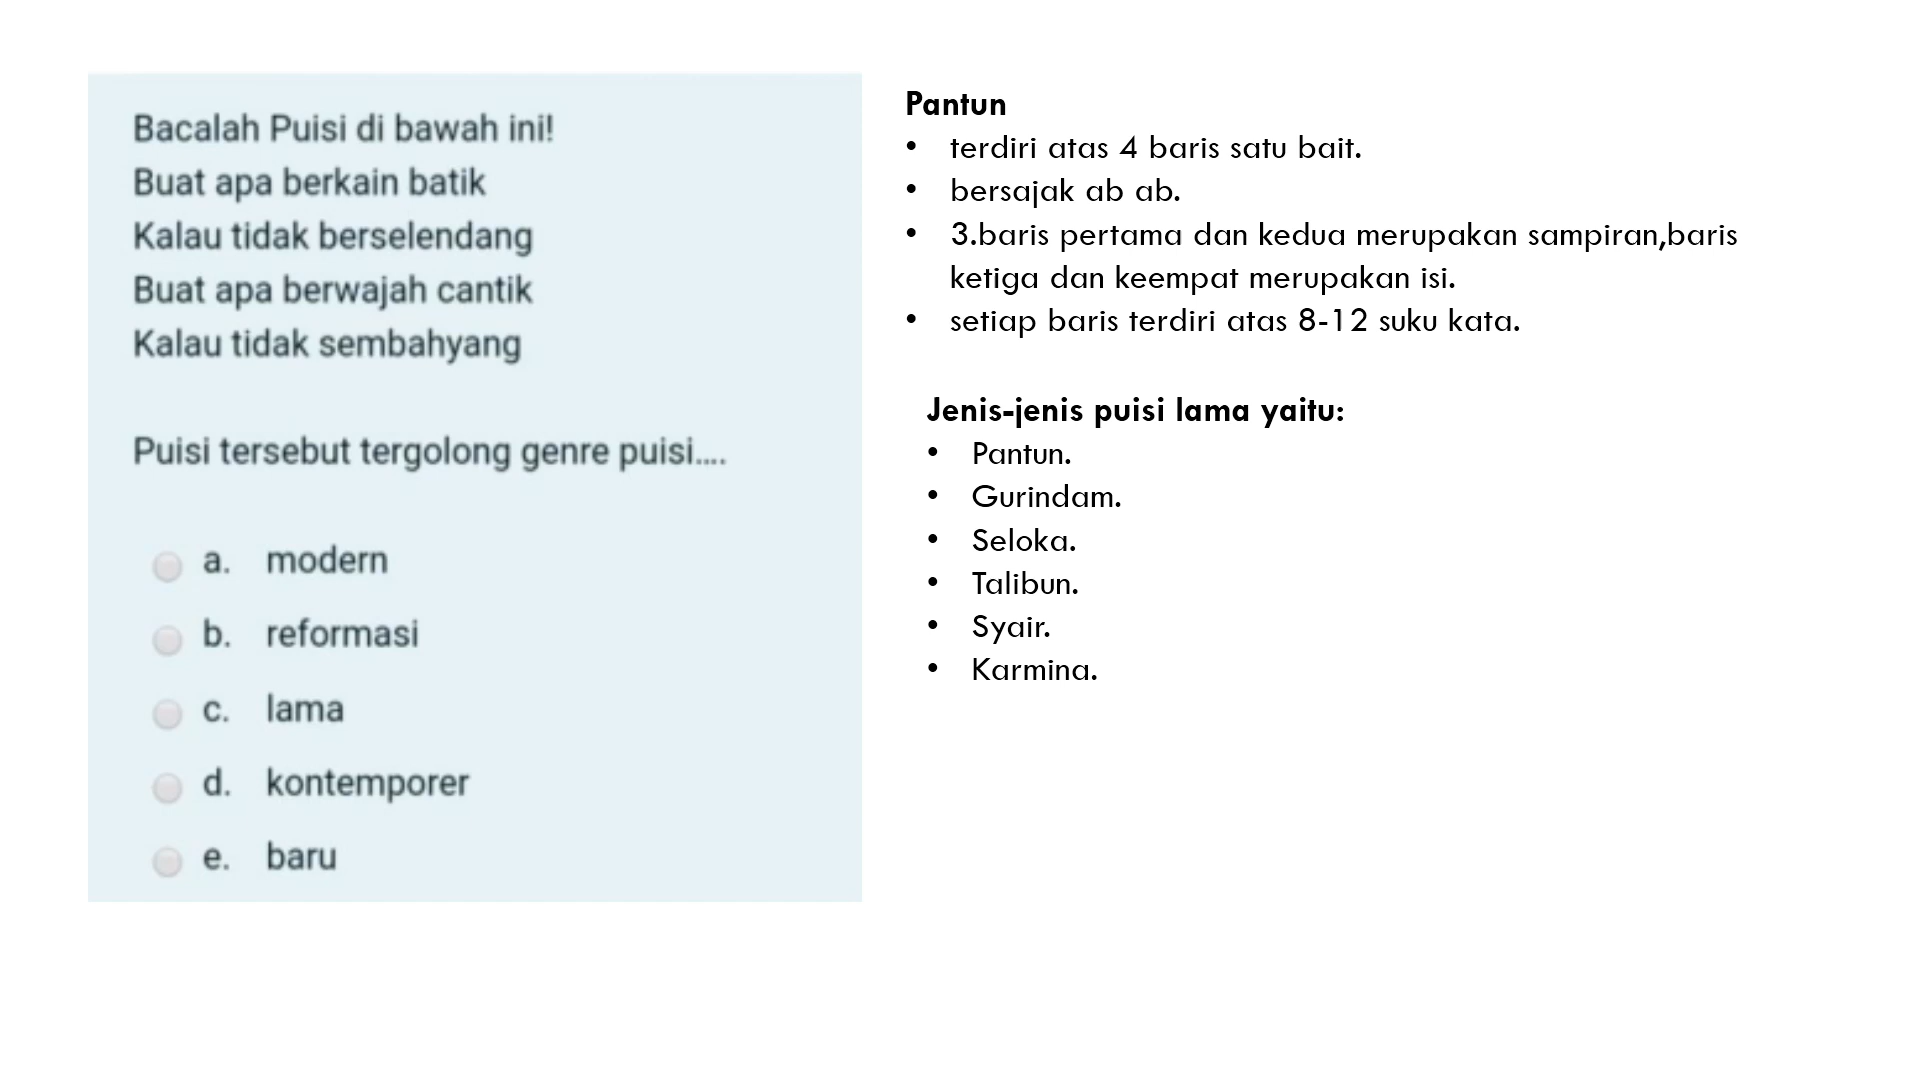 Bacalah Puisi di bawah ini!
Buat apa berkain batik
Kalau tidak berselendang
Buat apa berwajah cantik
Kalau tidak sembahyang
Puisi tersebut tergolong genre puisi....
a. modern
b. reformasi
c. lama
d. kontemporer
e. baru
Pantun
• terdiri atas 4 baris satu bait.
• bersajak ab ab.
• 3.baris pertama dan kedua merupakan sampiran,baris
ketiga dan keempat merupakan isi.
• setiap baris terdiri atas 8-12 suku kata.
Jenis-jenis puisi lama yaitu:
• Pantun.
• Gurindam.
• Seloka.
• Talibun.
• Syair.
• Karmina.